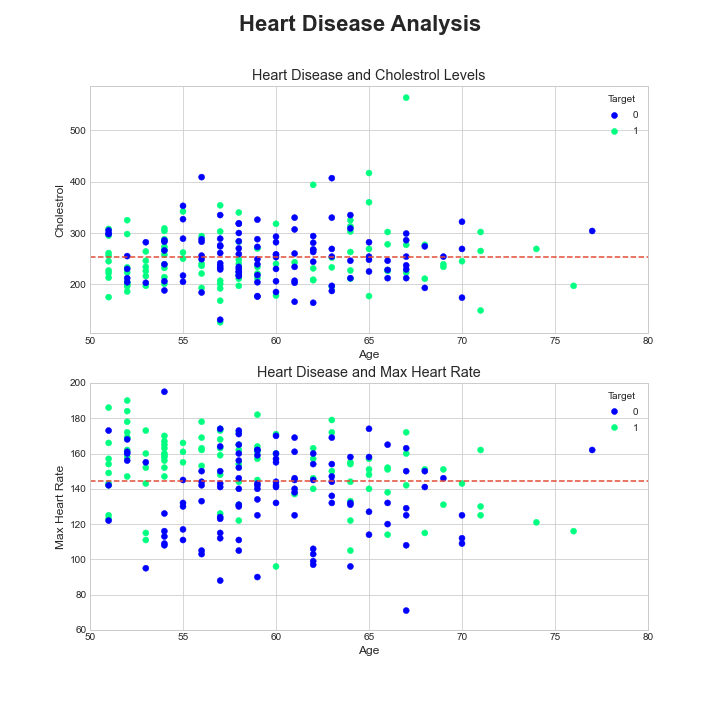 Heart Disease Analysis
Heart Disease and Cholestrol Levels
Target
0
1
500
400
300
200
Cholestrol
50 55 60 65 70 75 80
Age
Heart Disease and Max Heart Rate
Target
0
1
200
180
160
140
120
100
80
60
Max Heart Rate
50 55 60 65 70 75 80
Age